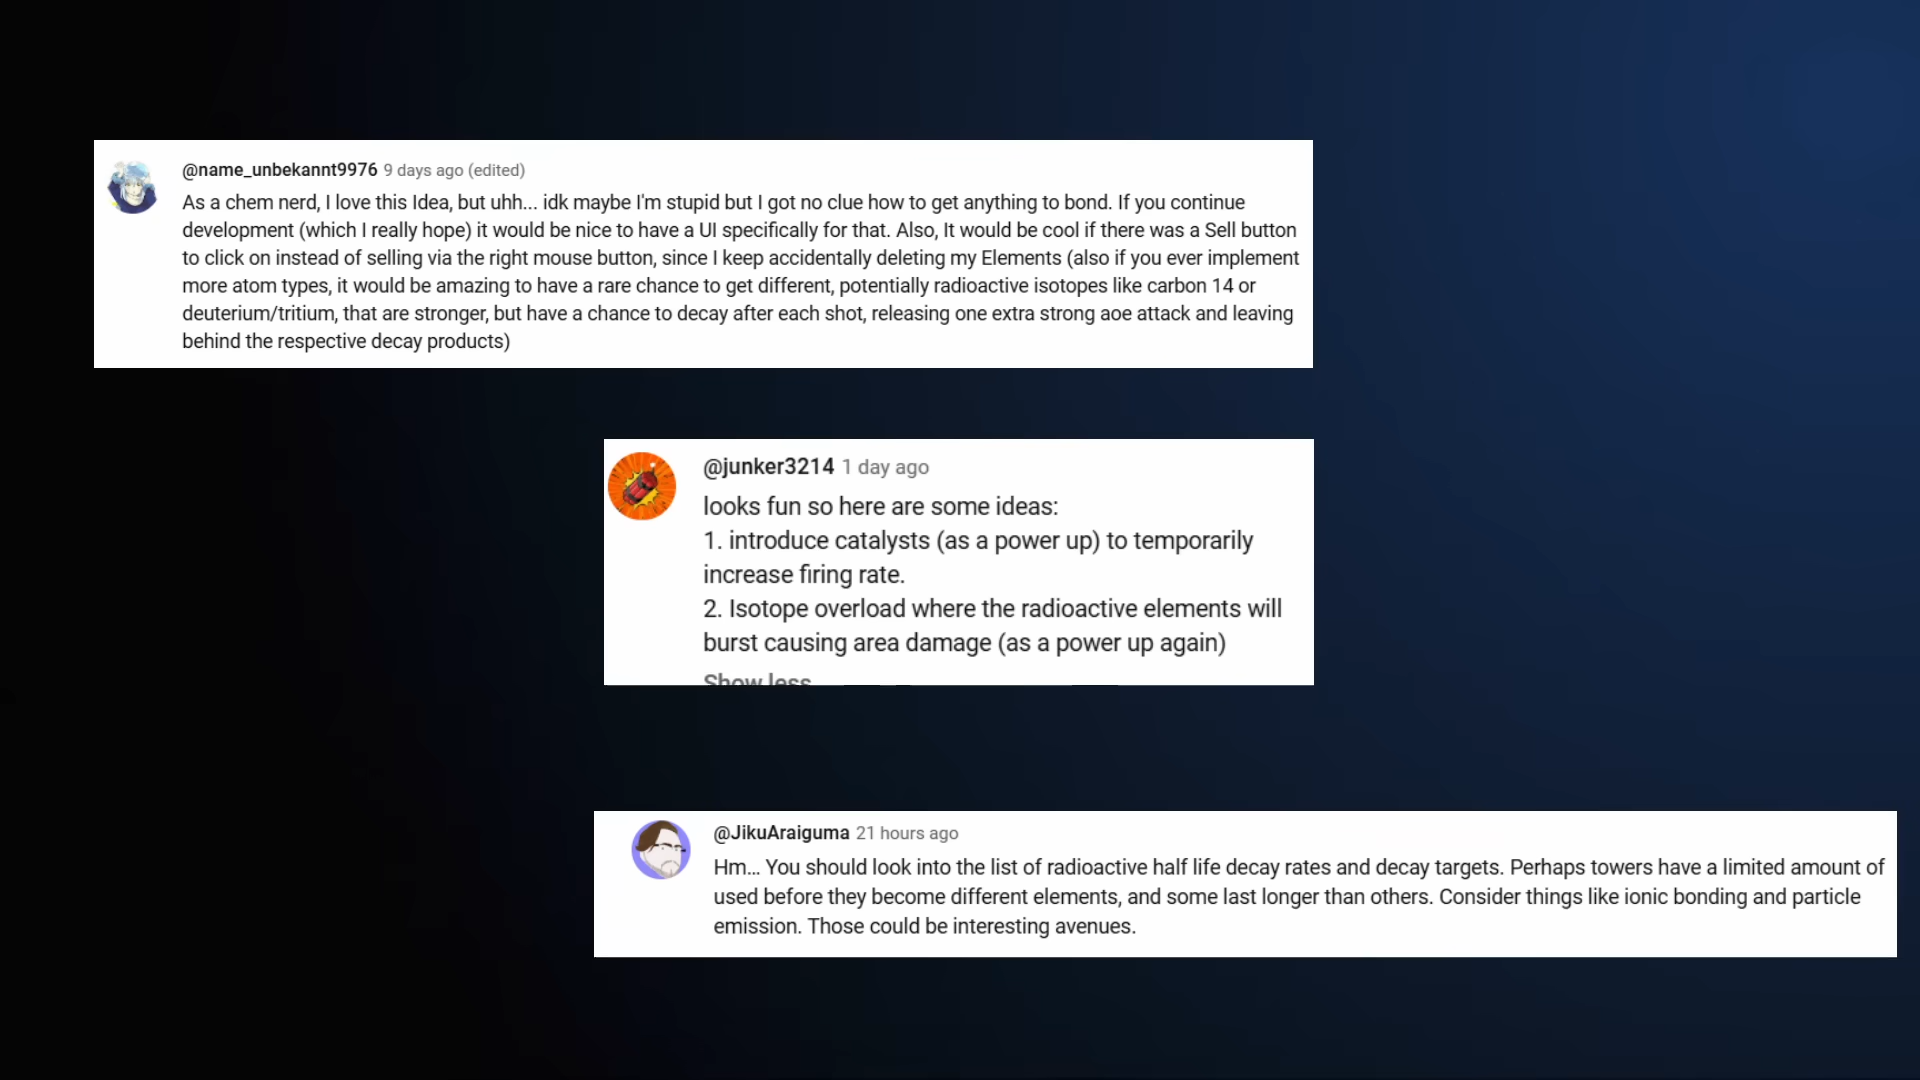 @name_unbekannt9976 9 days ago (edited)
As a chem nerd, I love this Idea, but uhh... idk maybe I'm stupid but I got no clue how to get anything to bond. If you continue
development (which I really hope) it would be nice to have a UI specifically for that. Also, It would be cool if there was a Sell button
to click on instead of selling via the right mouse button, since I keep accidentally deleting my Elements (also if you ever implement
more atom types, it would be amazing to have a rare chance to get different, potentially radioactive isotopes like carbon 14 or
deuterium/tritium, that are stronger, but have a chance to decay after each shot, releasing one extra strong aoe attack and leaving
behind the respective decay products)
@junker3214 1 day ago
looks fun so here are some ideas:
1. introduce catalysts (as a power up) to temporarily
increase firing rate.
2. Isotope overload where the radioactive elements will
burst causing area damage (as a power up again)
Show less
@JikuAraiguma 21 hours ago
Hm... You should look into the list of radioactive half life decay rates and decay targets. Perhaps towers have a limited amount of
used before they become different elements, and some last longer than others. Consider things like ionic bonding and particle
emission. Those could be interesting avenues.